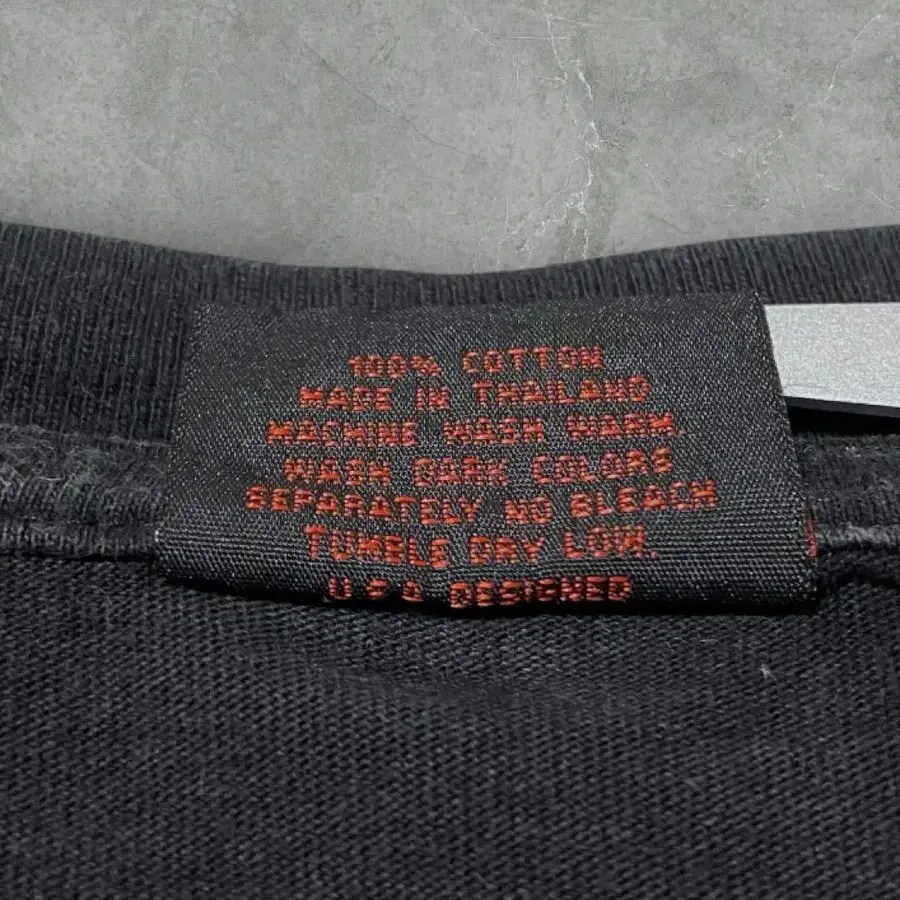 100% COTTON
MADE IN THAILAND
MACHINE WASH WARM.
WASH DARK COLORS
SEPARATELY NO BLEACH
TUMBLE DRY LOW.
U S A DESIGNED